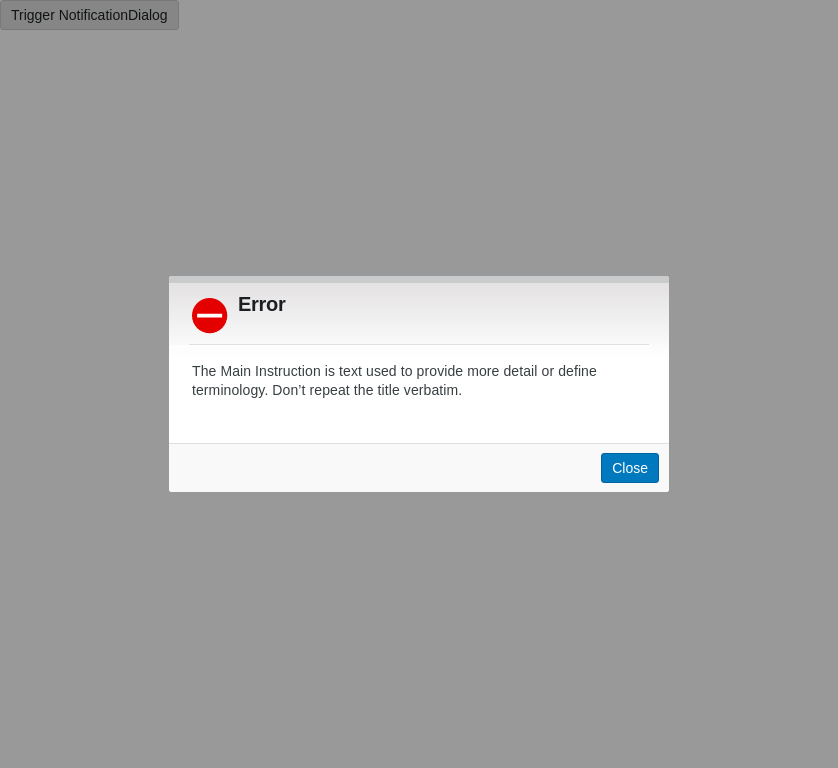 Trigger NotificationDialog
Error
The Main Instruction is text used to provide more detail or define
terminology. Don’t repeat the title verbatim.
Close